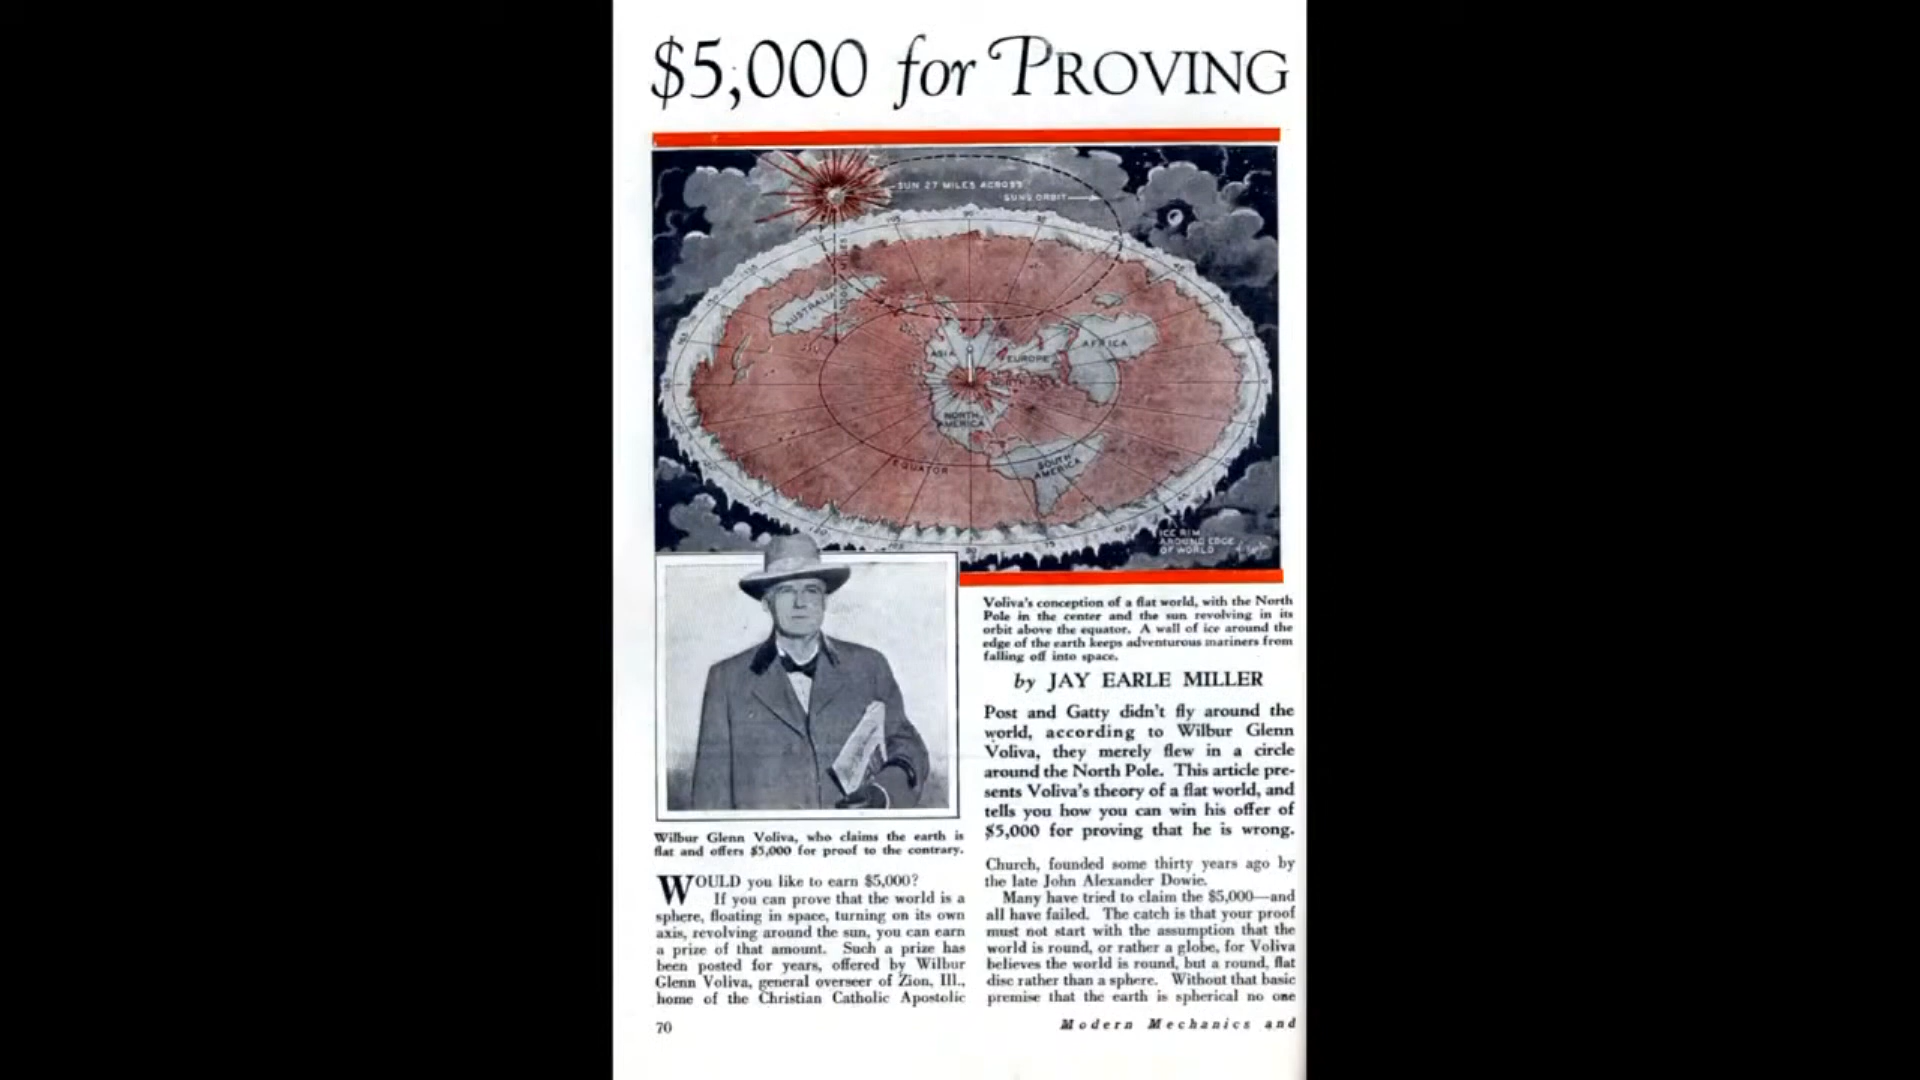 $5,000 for PROVING
SUN 27 MILES ACROSS
SUNS ORBIT
AUSTRALIA
ASIA
EUROPE
AFRICA
NORTH
AMERICA
SOUTH
AMERICA
EQUATOR
ICE RIM
AROUND EDGE
OF WORLD
Voliva's conception of a flat world, with the North
Pole in the center and the sun revolving in its
orbit above the equator. A wall of ice around the
edge of the earth keeps adventurous mariners from
falling off into space.
by JAY EARLE MILLER
Post and Gatty didn't fly around the
world, according to Wilbur Glenn
Voliva, they merely flew in a circle
around the North Pole. This article pre-
sents Voliva's theory of a flat world, and
tells you how you can win his offer of
$5,000 for proving that he is wrong.
Wilbur Glenn Voliva, who claims the earth is
flat and offers $5,000 for proof to the contrary.
WOULD you like to earn $5,000?
If you can prove that the world is a
sphere, floating in space, turning on its own
axis, revolving around the sun, you can earn
a prize of that amount. Such a prize has
been posted for years, offered by Wilbur
Glenn Voliva, general overseer of Zion, Ill.,
home of the Christian Catholic Apostolic
Church, founded some thirty years ago by
the late John Alexander Dowie.
Many have tried to claim the $5,000—and
all have failed. The catch is that your proof
must not start with the assumption that the
world is round, or rather a globe, for Voliva
believes the world is round, but a round, flat
disc rather than a sphere. Without that basic
premise that the earth is spherical no one
70
Modern Mechanics and